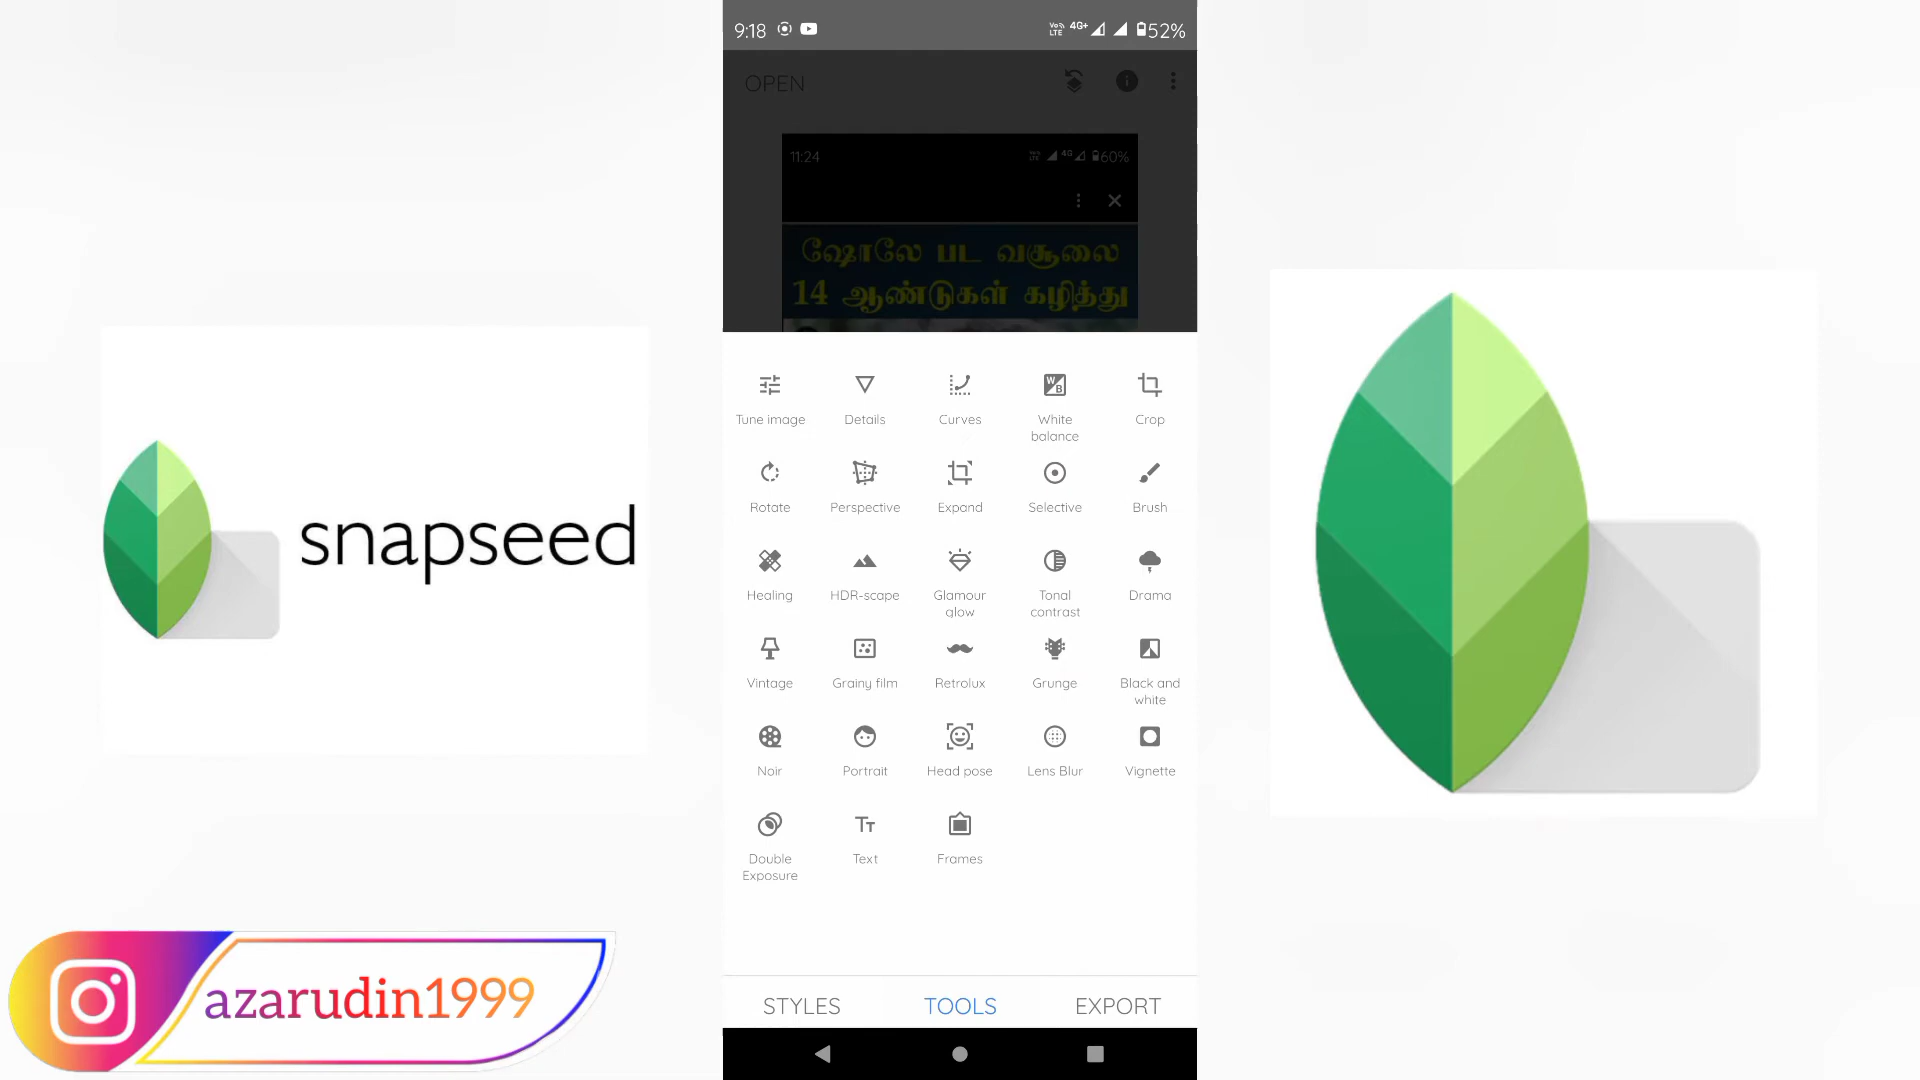 9:18 VoLTE 4G+ 52%
OPEN
11:24 4G 60%
ஷோலே பட வசூலை
14 ஆண்டுகள் கழித்து
Tune image Details Curves White balance Crop
Rotate Perspective Expand Selective Brush
Healing HDR-scape Glamour glow Tonal contrast Drama
Vintage Grainy film Retrolux Grunge Black and white
Noir Portrait Head pose Lens Blur Vignette
Double Exposure Text Frames
STYLES TOOLS EXPORT
snapseed
azarudin1999